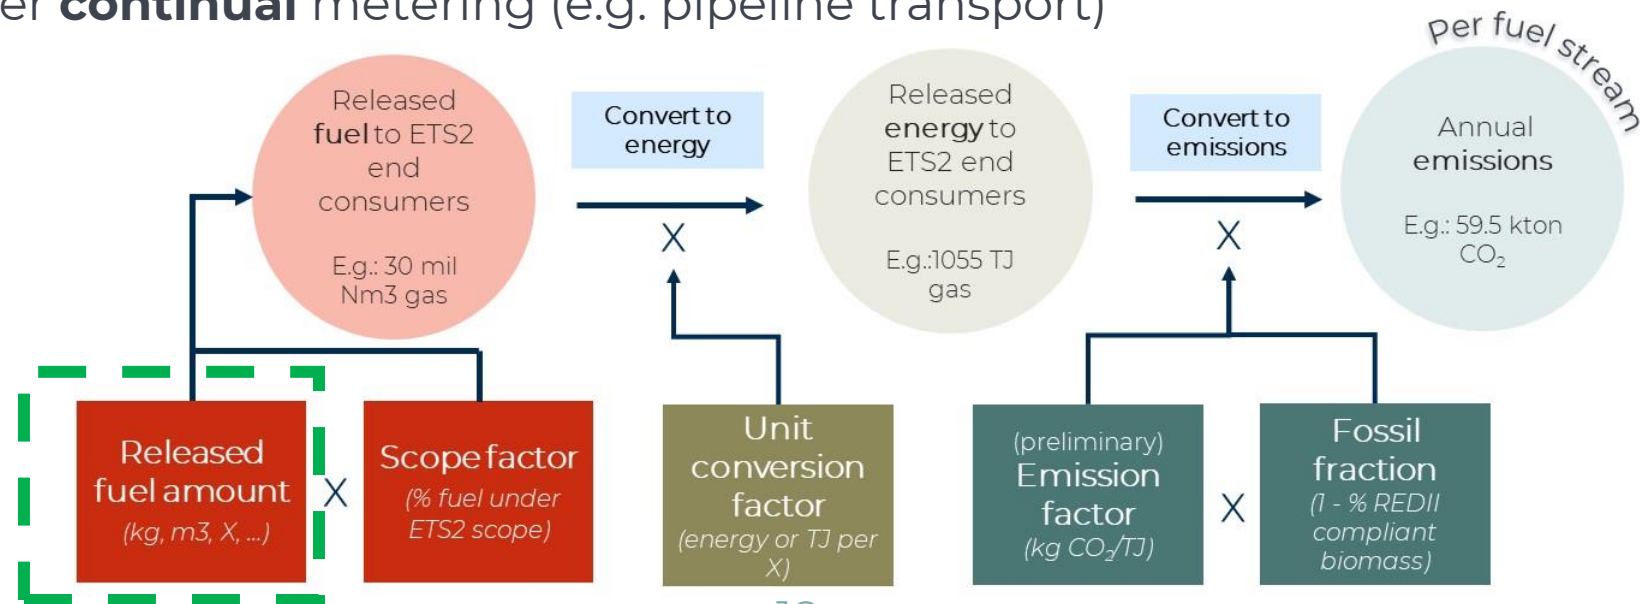 er continual metering (e.g. pipeline transport)
Per fuel stream
Released
fuel to ETS2
end
consumers
E.g.: 30 mil
Nm3 gas
Convert to
energy
X
Released
energy to
ETS2 end
consumers
E.g.:1055 TJ
gas
Convert to
emissions
X
Annual
emissions
E.g.: 59.5 kton
CO₂
Released
fuel amount
(kg, m3, X, ...)
X
Scope factor
(% fuel under
ETS2 scope)
Unit
conversion
factor
(energy or TJ per
X)
(preliminary)
Emission
factor
(kg CO₂/TJ)
X
Fossil
fraction
(1 - % REDII
compliant
biomass)